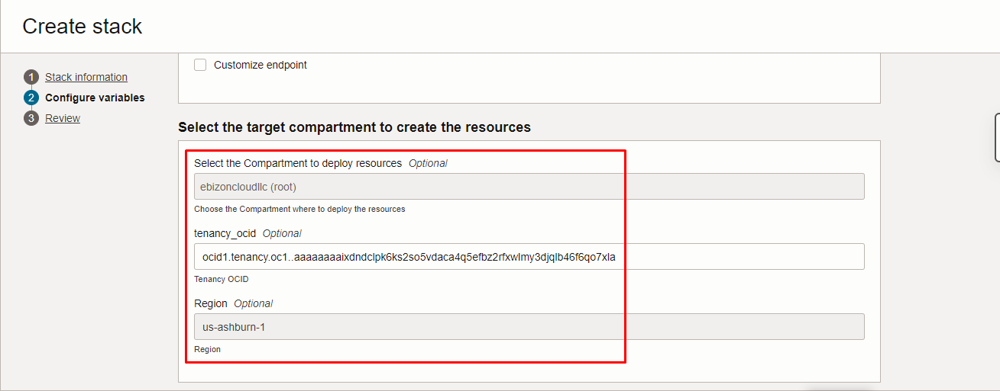 Create stack
1 Stack information
2 Configure variables
3 Review
Customize endpoint
Select the target compartment to create the resources
Select the Compartment to deploy resources Optional
ebizoncloudllc (root)
Choose the Compartment where to deploy the resources
tenancy_ocid Optional
ocid1.tenancy.oc1..aaaaaaaaixdndclpk6ks2so5vdaca4q5efbz2rfxwlmy3djqlb46f6qo7xla
Tenancy OCID
Region Optional
us-ashburn-1
Region